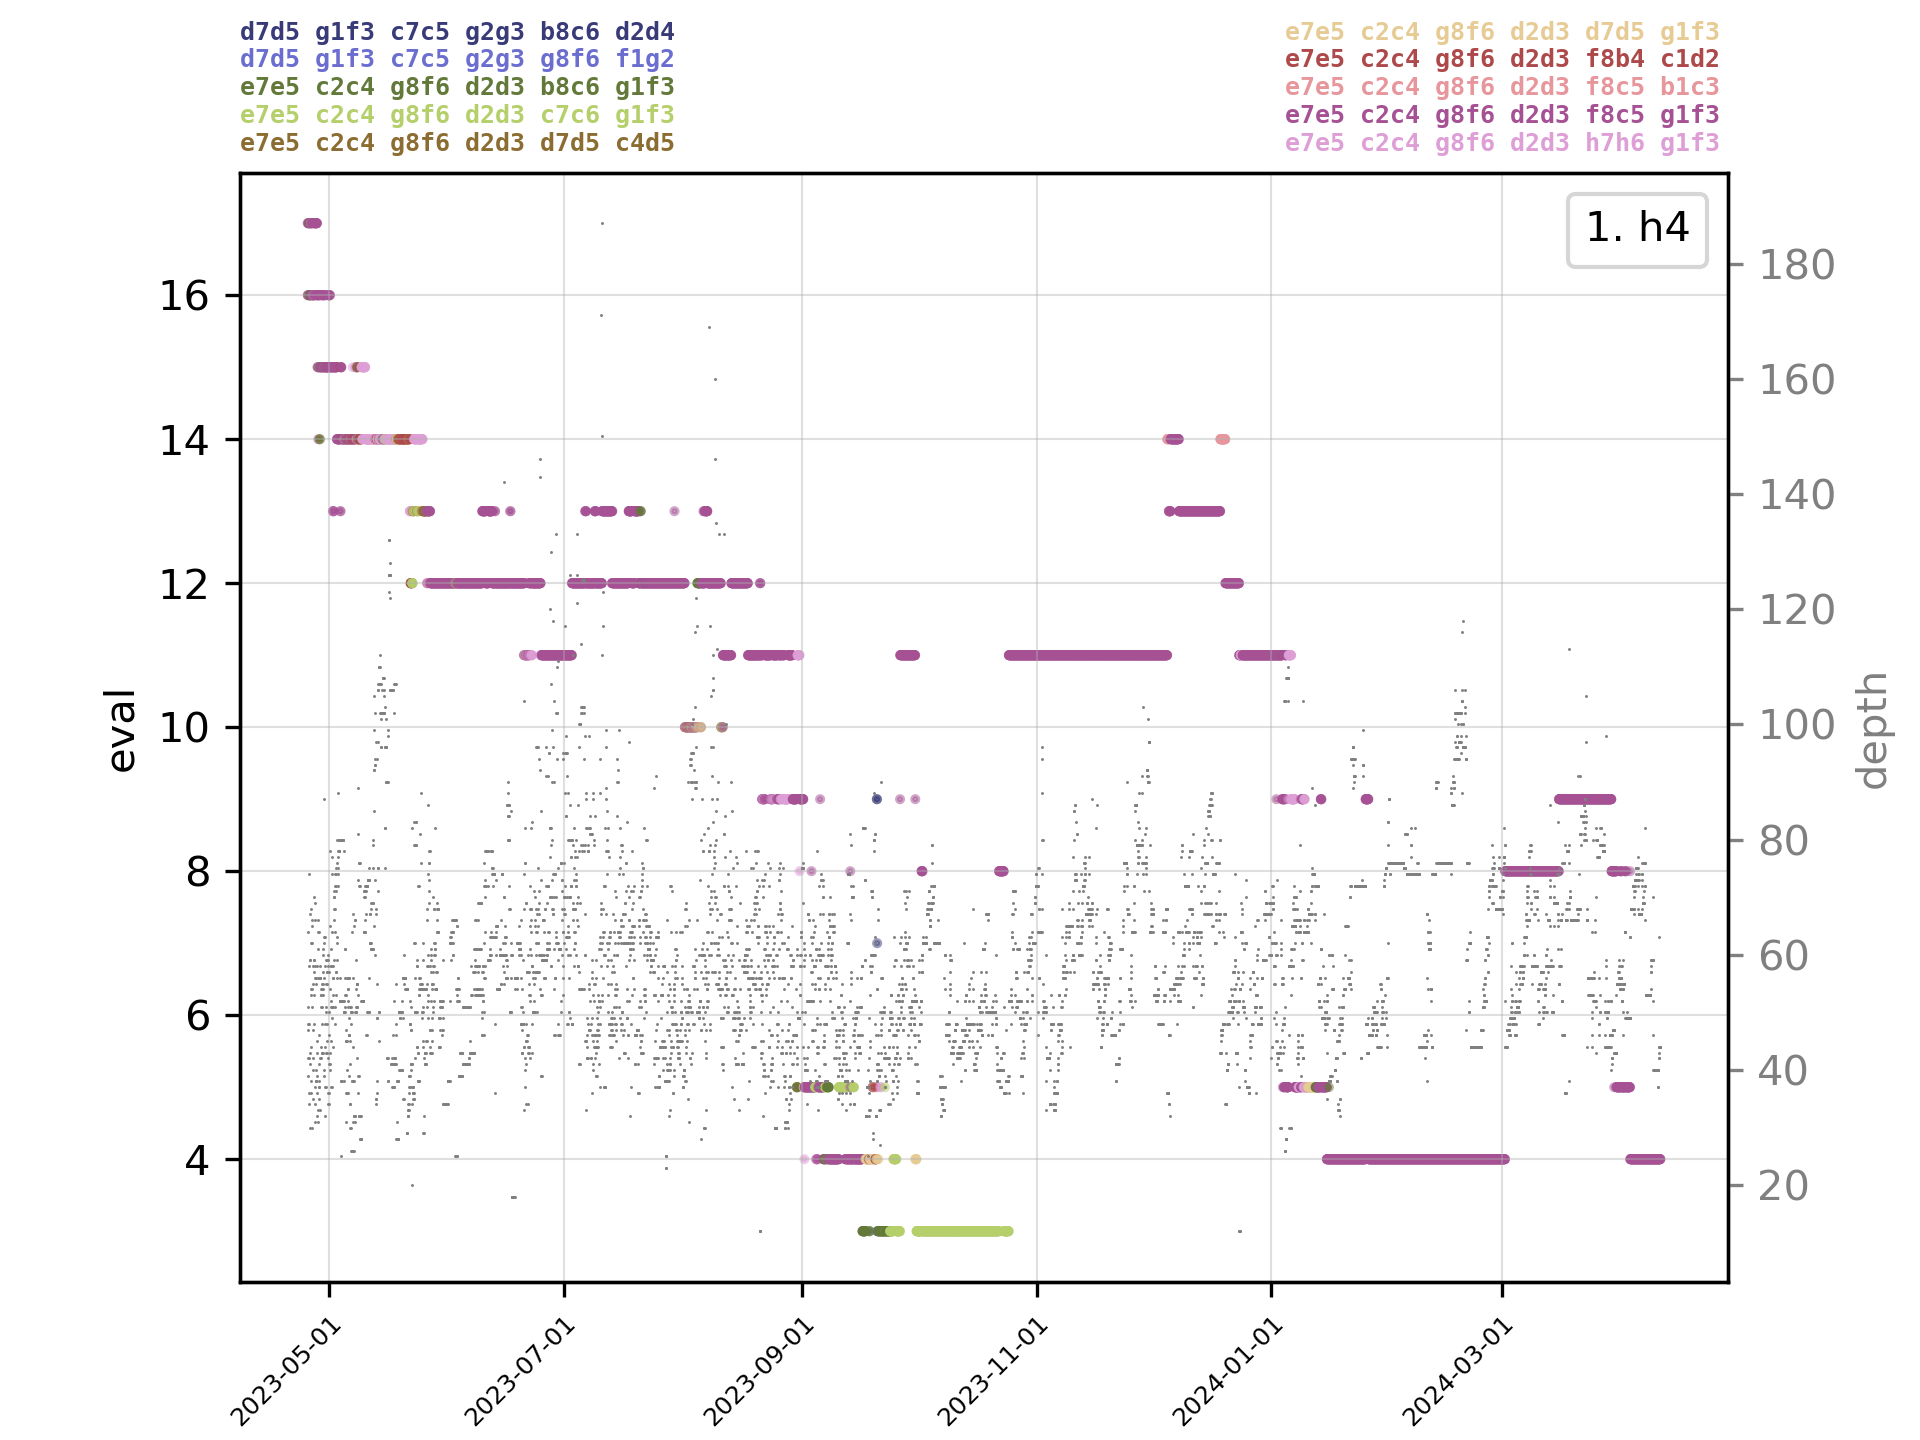 d7d5 g1f3 c7c5 g2g3 b8c6 d2d4
d7d5 g1f3 c7c5 g2g3 g8f6 f1g2
e7e5 c2c4 g8f6 d2d3 b8c6 g1f3
e7e5 c2c4 g8f6 d2d3 c7c6 g1f3
e7e5 c2c4 g8f6 d2d3 d7d5 c4d5
e7e5 c2c4 g8f6 d2d3 d7d5 g1f3
e7e5 c2c4 g8f6 d2d3 f8b4 c1d2
e7e5 c2c4 g8f6 d2d3 f8c5 b1c3
e7e5 c2c4 g8f6 d2d3 f8c5 g1f3
e7e5 c2c4 g8f6 d2d3 h7h6 g1f3
1. h4
eval
16
14
12
10
8
6
4
depth
180
160
140
120
100
80
60
40
20
2023-05-01
2023-07-01
2023-09-01
2023-11-01
2024-01-01
2024-03-01